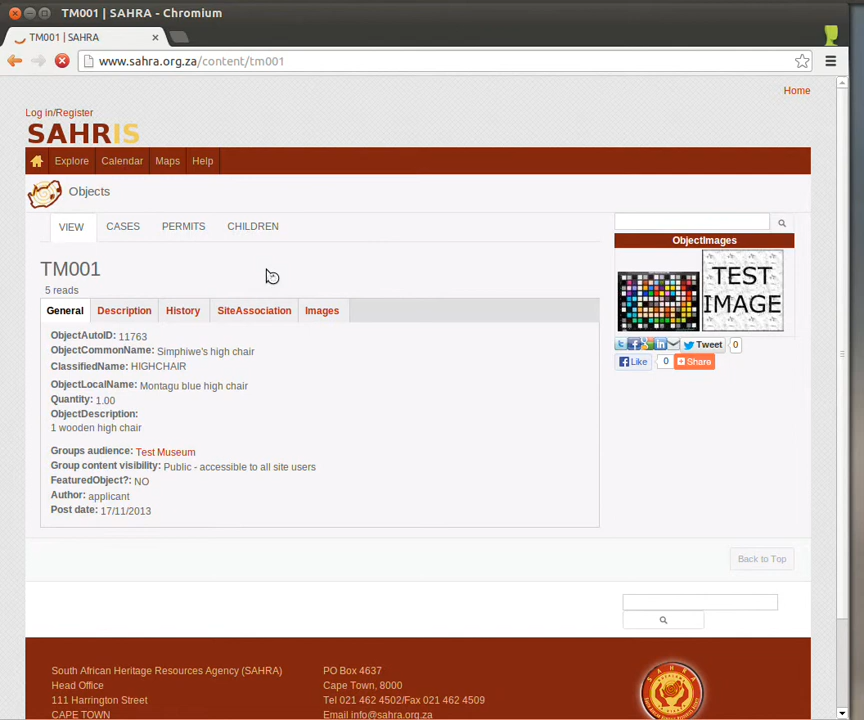 TM001 | SAHRA - Chromium
TM001 | SAHRA
www.sahra.org.za/content/tm001
Home
Log in/Register
SAHRIS
Explore Calendar Maps Help
Objects
VIEW CASES PERMITS CHILDREN
ObjectImages
TM001
5 reads
TEST IMAGE
General Description History SiteAssociation Images
ObjectAutoID: 11763
ObjectCommonName: Simphiwe's high chair
Tweet 0
ClassifiedName: HIGHCHAIR
Like 0 Share
ObjectLocalName: Montagu blue high chair
Quantity: 1.00
ObjectDescription:
1 wooden high chair
Groups audience: Test Museum
Group content visibility: Public - accessible to all site users
FeaturedObject?: NO
Author: applicant
Post date: 17/11/2013
Back to Top
South African Heritage Resources Agency (SAHRA)
Head Office
111 Harrington Street
CAPE TOWN
PO Box 4637
Cape Town, 8000
Tel 021 462 4502/Fax 021 462 4509
Email info@sahra.org.za